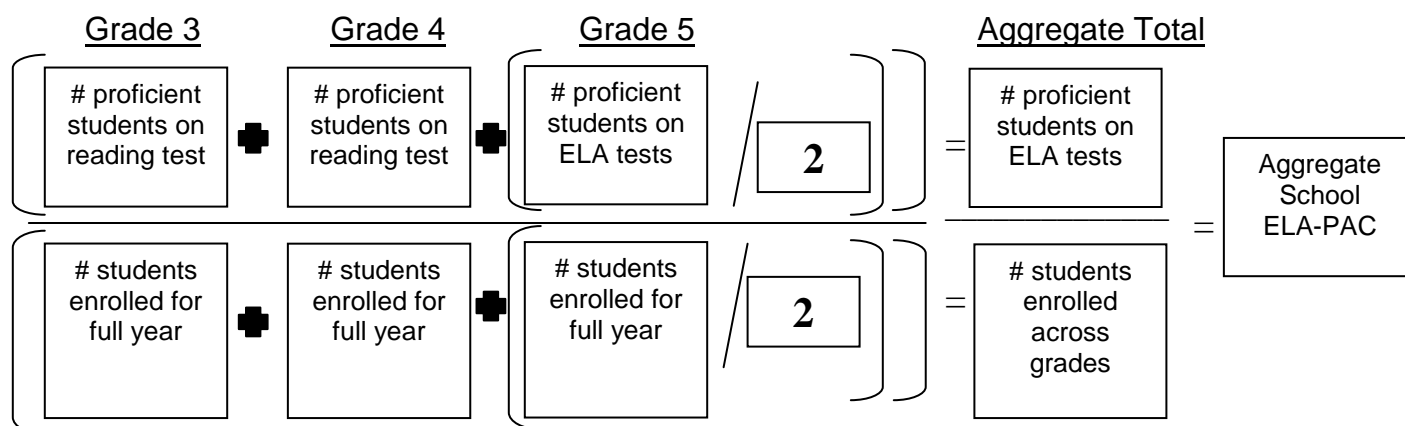 Grade 3 Grade 4 Grade 5 Aggregate Total
# proficient
students on
reading test
# proficient
students on
reading test
# proficient
students on
ELA tests
/
2
=
# proficient
students on
ELA tests
# students
enrolled for
full year
# students
enrolled for
full year
# students
enrolled for
full year
/
2
=
# students
enrolled
across
grades
=
Aggregate
School
ELA-PAC